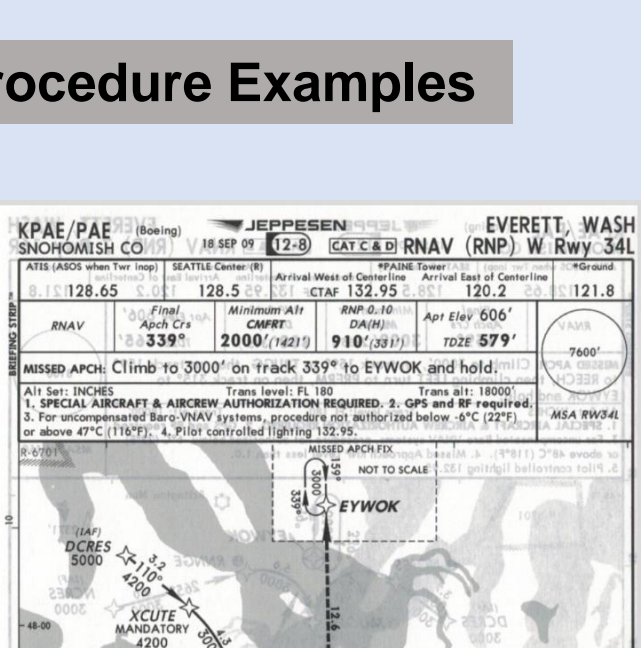 rocedure Examples
KPAE/PAE (Boeing) JEPPESEN EVERETT, WASH
SNOHOMISH CO 18 SEP 09 12-8 CAT C & D RNAV (RNP) W Rwy 34L
ATIS (ASOS when Twr inop) SEATTLE Center (R) *PAINE Tower *Ground
Arrival West of Centerline Arrival East of Centerline
128.65 128.5 CTAF 132.95 120.2 121.8
BRIEFING STRIP™
RNAV
Final Apch Crs
339°
Minimum Alt CMFRT
2000' (1421')
RNP 0.10 DA(H)
910' (331')
Apt Elev 606'
TDZE 579'
7600'
MISSED APCH: Climb to 3000' on track 339° to EYWOK and hold.
Alt Set: INCHES Trans level: FL 180 Trans alt: 18000'
1. SPECIAL AIRCRAFT & AIRCREW AUTHORIZATION REQUIRED. 2. GPS and RF required.
3. For uncompensated Baro-VNAV systems, procedure not authorized below -6°C (22°F)
or above 47°C (116°F). 4. Pilot controlled lighting 132.95.
MSA RW34L
R-6701
MISSED APCH FIX
NOT TO SCALE
159°
3000
339°
EYWOK
10
(IAF)
DCRES
5000
3.2
110°
4200
XCUTE
MANDATORY
4200
4.3
12.6
48-00